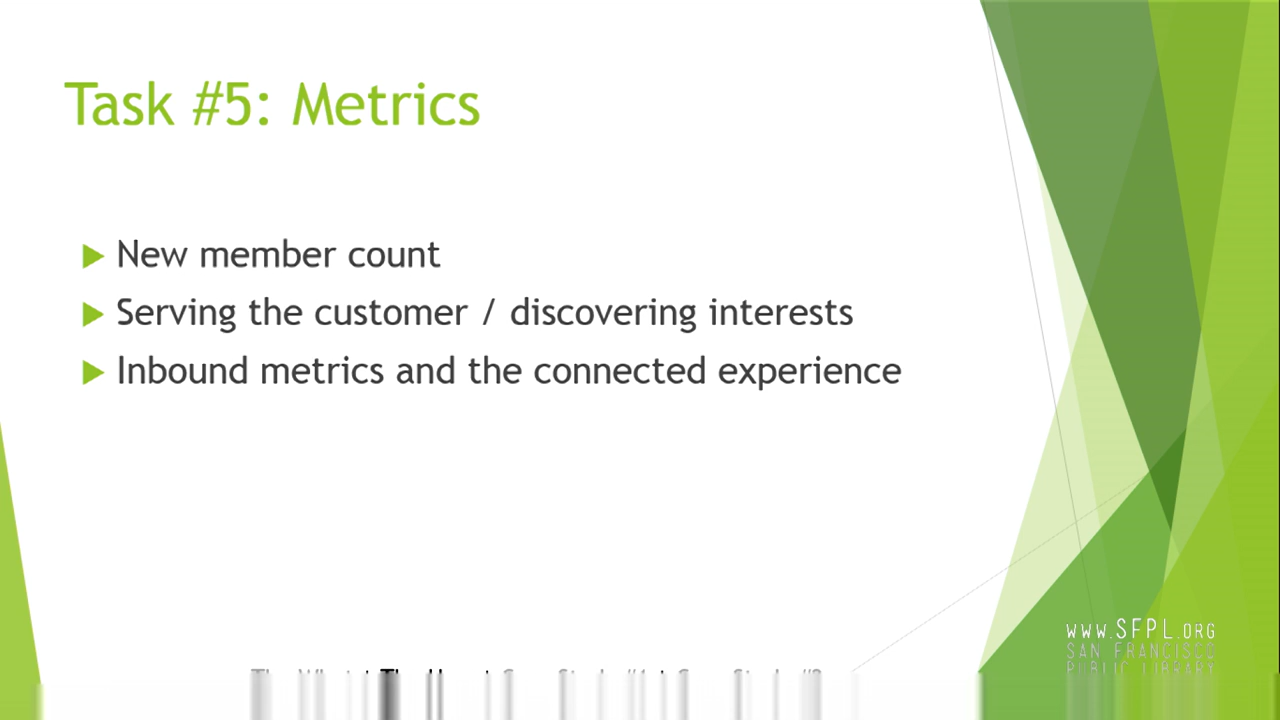 Task #5: Metrics
New member count
Serving the customer / discovering interests
Inbound metrics and the connected experience
www.SFPL.ORG
SAN FRANCISCO
PUBLIC LIBRARY